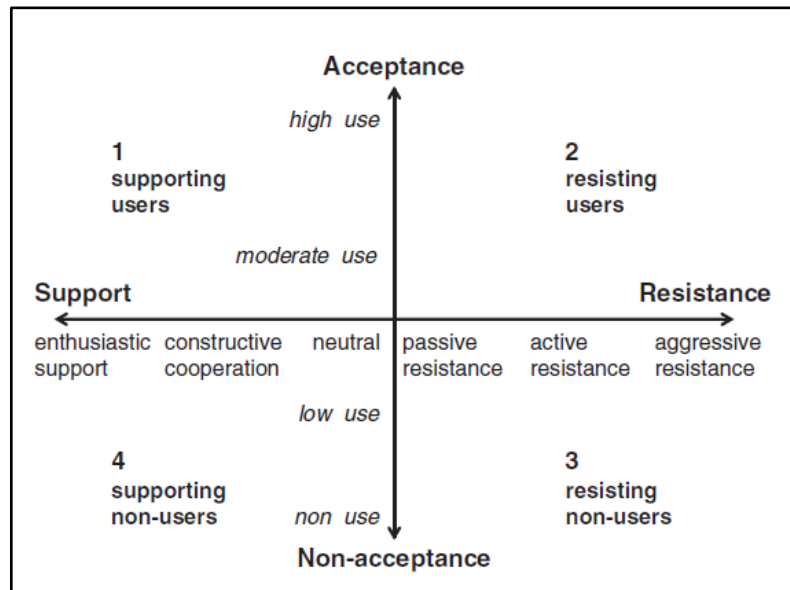 Acceptance
high use
1
supporting
users
2
resisting
users
moderate use
Support
Resistance
enthusiastic
support
constructive
cooperation
neutral
passive
resistance
active
resistance
aggressive
resistance
low use
4
supporting
non-users
3
resisting
non-users
non use
Non-acceptance